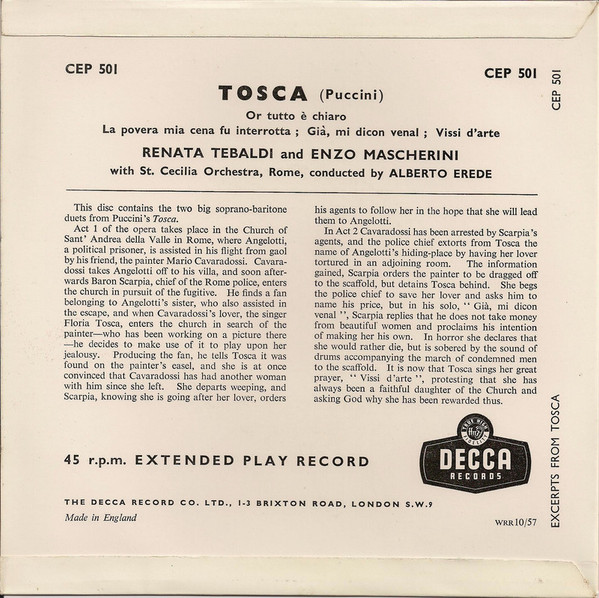 CEP 501
CEP 501
CEP 501
TOSCA (Puccini)
Or tutto è chiaro
La povera mia cena fu interrotta ; Già, mi dicon venal ; Vissi d'arte
RENATA TEBALDI and ENZO MASCHERINI
with St. Cecilia Orchestra, Rome, conducted by ALBERTO EREDE
This disc contains the two big soprano-baritone
duets from Puccini's Tosca.
Act 1 of the opera takes place in the Church of
Sant' Andrea della Valle in Rome, where Angelotti,
a political prisoner, is assisted in his flight from gaol
by his friend, the painter Mario Cavaradossi. Cavara-
dossi takes Angelotti off to his villa, and soon after-
wards Baron Scarpia, chief of the Rome police, enters
the church in pursuit of the fugitive. He finds a fan
belonging to Angelotti's sister, who also assisted in
the escape, and when Cavaradossi's lover, the singer
Floria Tosca, enters the church in search of the
painter—who has been working on a picture there
—he decides to make use of it to play upon her
jealousy. Producing the fan, he tells Tosca it was
found on the painter's easel, and she is at once
convinced that Cavaradossi has had another woman
with him since she left. She departs weeping, and
Scarpia, knowing she is going after her lover, orders
his agents to follow her in the hope that she will lead
them to Angelotti.
In Act 2 Cavaradossi has been arrested by Scarpia's
agents, and the police chief extorts from Tosca the
name of Angelotti's hiding-place by having her lover
tortured in an adjoining room. The information
gained, Scarpia orders the painter to be dragged off
to the scaffold, but detains Tosca behind. She begs
the police chief to save her lover and asks him to
name his price, but in his solo, " Già, mi dicon
venal ", Scarpia replies that he does not take money
from beautiful women and proclaims his intention
of making her his own. In horror she declares that
she would rather die, but is sobered by the sound of
drums accompanying the march of condemned men
to the scaffold. It is now that Tosca sings her great
prayer, " Vissi d'arte ", protesting that she has
always been a faithful daughter of the Church and
asking God why she has been rewarded thus.
45 r.p.m. EXTENDED PLAY RECORD
DECCA
RECORDS
EXCERPTS FROM TOSCA
THE DECCA RECORD CO. LTD., 1-3 BRIXTON ROAD, LONDON S.W.9
Made in England
WRR10/57